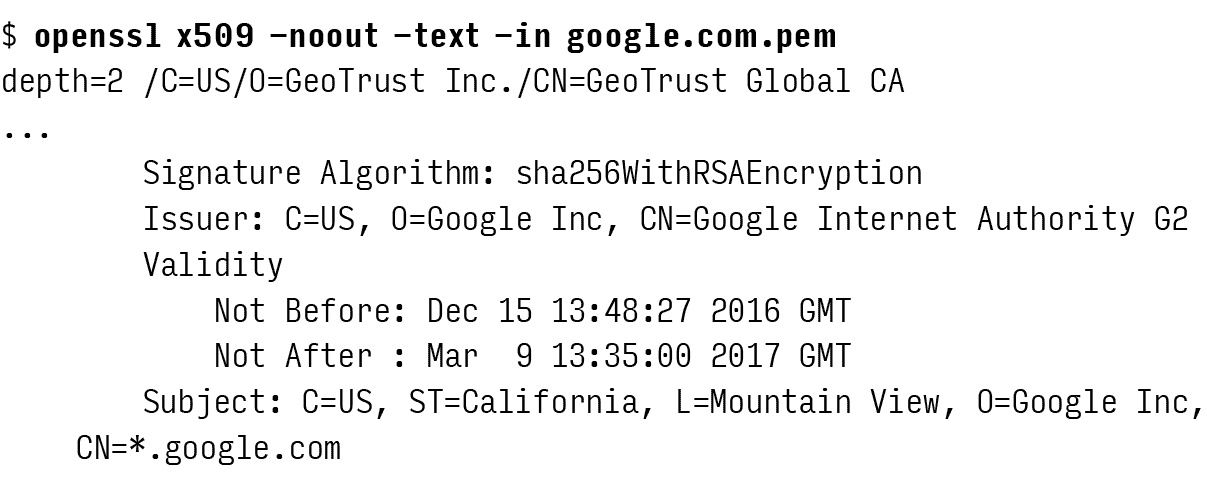 $ openssl x509 –noout –text –in google.com.pem
depth=2 /C=US/O=GeoTrust Inc./CN=GeoTrust Global CA
...
Signature Algorithm: sha256WithRSAEncryption
Issuer: C=US, O=Google Inc, CN=Google Internet Authority G2
Validity
Not Before: Dec 15 13:48:27 2016 GMT
Not After : Mar  9 13:35:00 2017 GMT
Subject: C=US, ST=California, L=Mountain View, O=Google Inc,
CN=*.google.com